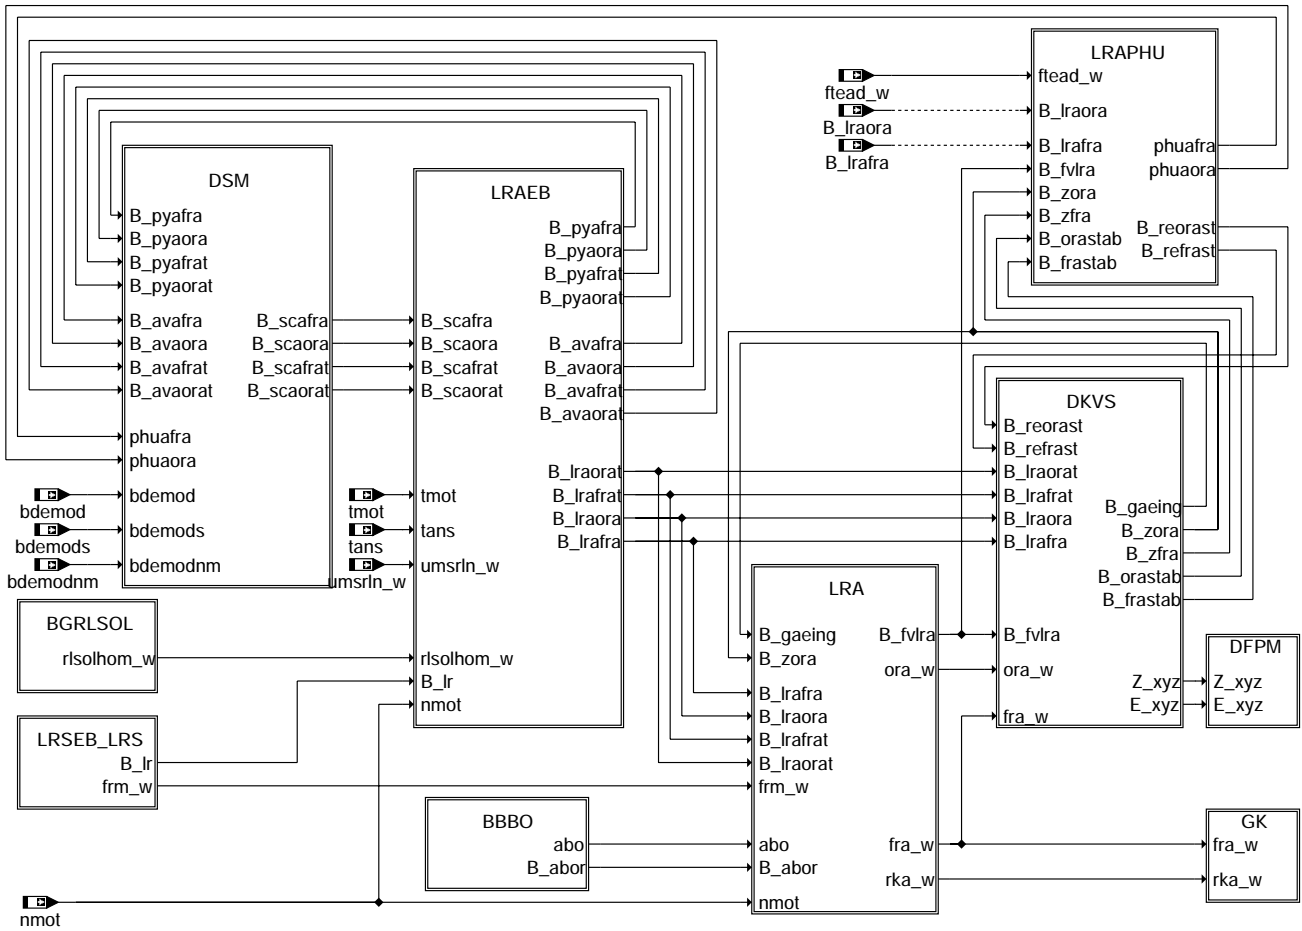 LRAPHU
ftead_w
B_lraora
B_lrafra
B_fvlra
B_zora
B_zfra
B_orastab
B_frastab
phuafra
phuaora
B_reorast
B_refrast
ftead_w
B_lraora
B_lrafra
DSM
B_pyafra
B_pyaora
B_pyafrat
B_pyaorat
B_avafra
B_avaora
B_avafrat
B_avaorat
phuafra
phuaora
bdemod
bdemods
bdemodnm
B_scafra
B_scaora
B_scafrat
B_scaorat
bdemod
bdemods
bdemodnm
LRAEB
B_scafra
B_scaora
B_scafrat
B_scaorat
tmot
tans
umsrln_w
rlsolhom_w
B_lr
nmot
B_pyafra
B_pyaora
B_pyafrat
B_pyaorat
B_avafra
B_avaora
B_avafrat
B_avaorat
B_lraorat
B_lrafrat
B_lraora
B_lrafra
tmot
tans
umsrln_w
DKVS
B_reorast
B_refrast
B_lraorat
B_lrafrat
B_lraora
B_lrafra
B_fvlra
ora_w
fra_w
B_gaeing
B_zora
B_zfra
B_orastab
B_frastab
Z_xyz
E_xyz
DFPM
Z_xyz
E_xyz
BGRLSOL
rlsolhom_w
LRSEB_LRS
B_lr
frm_w
LRA
B_gaeing
B_zora
B_lrafra
B_lraora
B_lrafrat
B_lraorat
frm_w
abo
B_abor
nmot
B_fvlra
ora_w
fra_w
rka_w
BBBO
abo
B_abor
GK
fra_w
rka_w
nmot